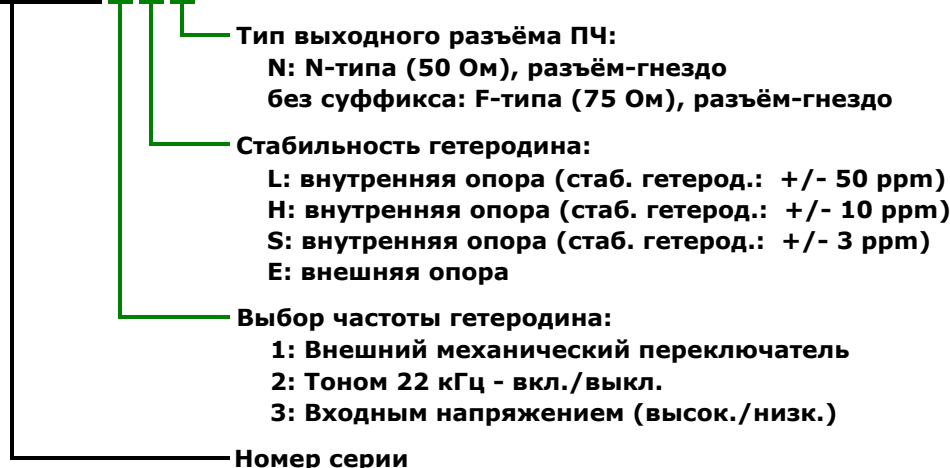 Тип выходного разъёма ПЧ:
N: N-типа (50 Ом), разъём-гнездо
без суффикса: F-типа (75 Ом), разъём-гнездо
Стабильность гетеродина:
L: внутренняя опора (стаб. гетерод.: +/- 50 ppm)
H: внутренняя опора (стаб. гетерод.: +/- 10 ppm)
S: внутренняя опора (стаб. гетерод.: +/- 3 ppm)
E: внешняя опора
Выбор частоты гетеродина:
1: Внешний механический переключатель
2: Тоном 22 кГц - вкл./выкл.
3: Входным напряжением (высок./низк.)
Номер серии